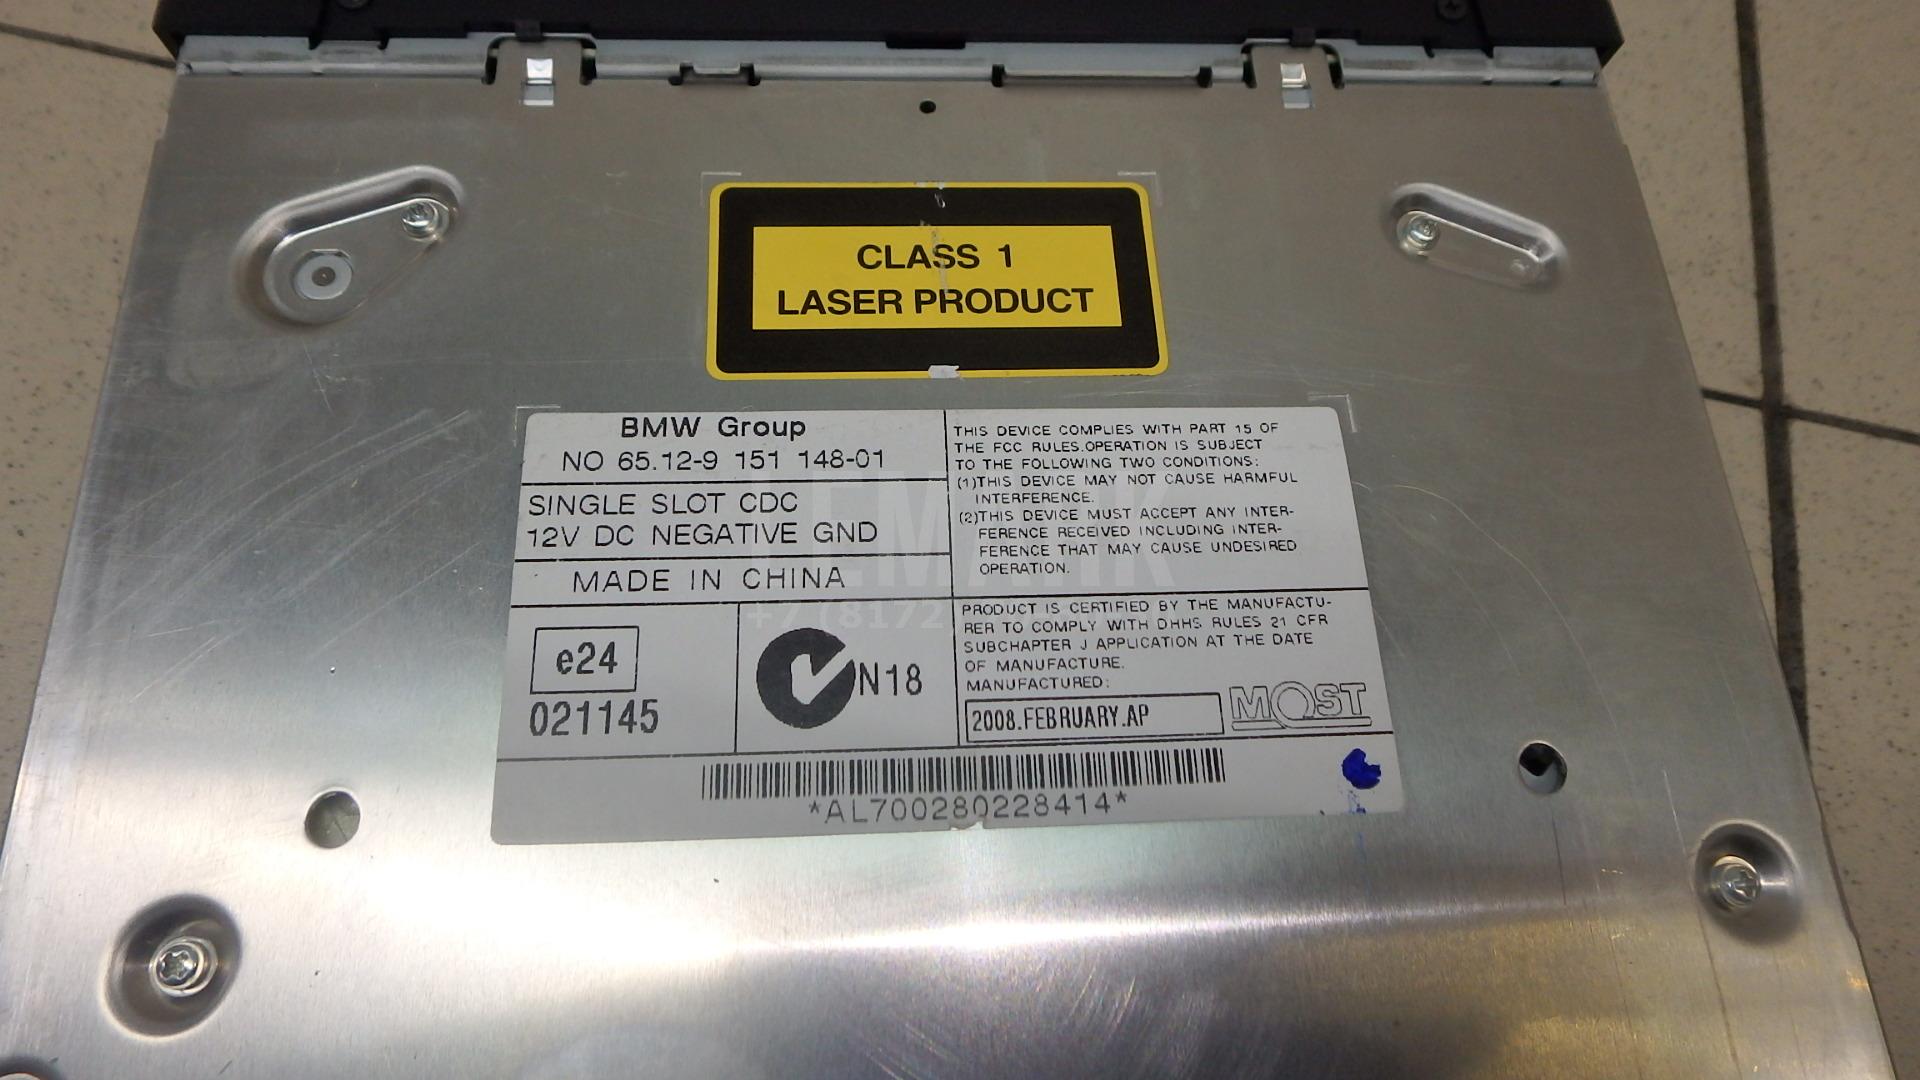 CLASS 1
LASER PRODUCT
BMW Group
NO 65.12-9 151 148-01
SINGLE SLOT CDC
12V DC NEGATIVE GND
MADE IN CHINA
e24
021145
N18
THIS DEVICE COMPLIES WITH PART 15 OF
THE FCC RULES.OPERATION IS SUBJECT
TO THE FOLLOWING TWO CONDITIONS:
(1)THIS DEVICE MAY NOT CAUSE HARMFUL
INTERFERENCE.
(2)THIS DEVICE MUST ACCEPT ANY INTER-
FERENCE RECEIVED INCLUDING INTER-
FERENCE THAT MAY CAUSE UNDESIRED
OPERATION.
PRODUCT IS CERTIFIED BY THE MANUFACTU-
RER TO COMPLY WITH DHHS RULES 21 CFR
SUBCHAPTER J APPLICATION AT THE DATE
OF MANUFACTURE.
MANUFACTURED:
2008.FEBRUARY.AP
MOST
*AL700280228414*